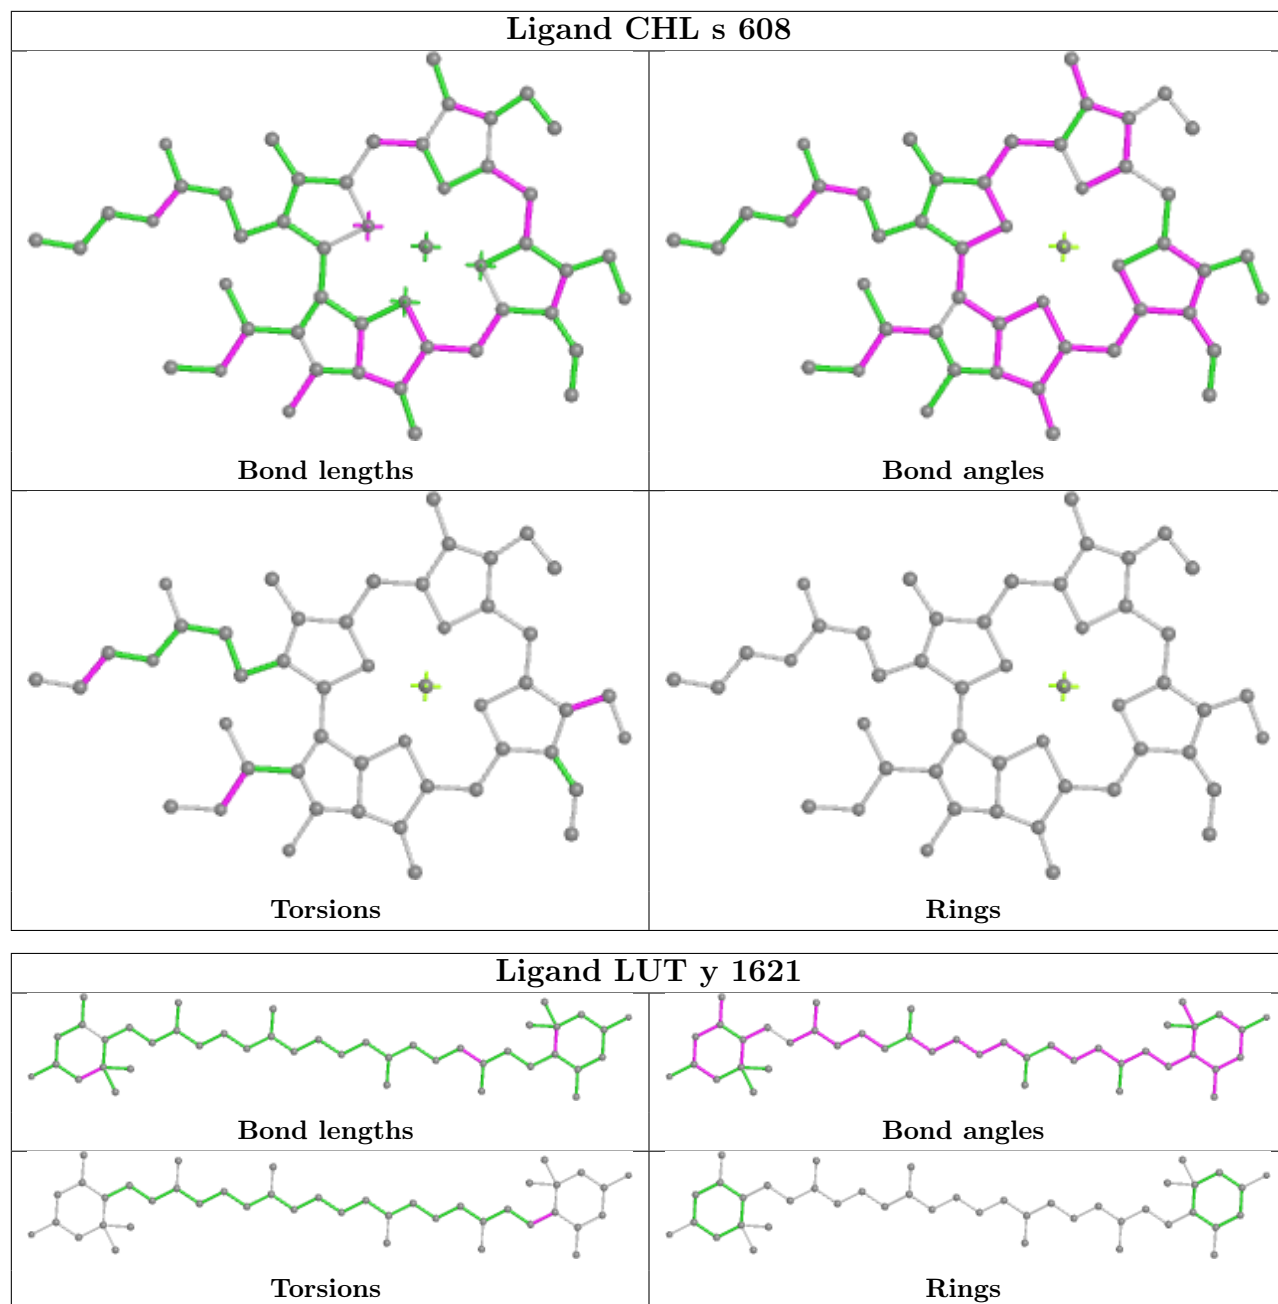 Ligand CHL s 608
Bond lengths
Bond angles
Torsions
Rings
Ligand LUT y 1621
Bond lengths
Bond angles
Torsions
Rings